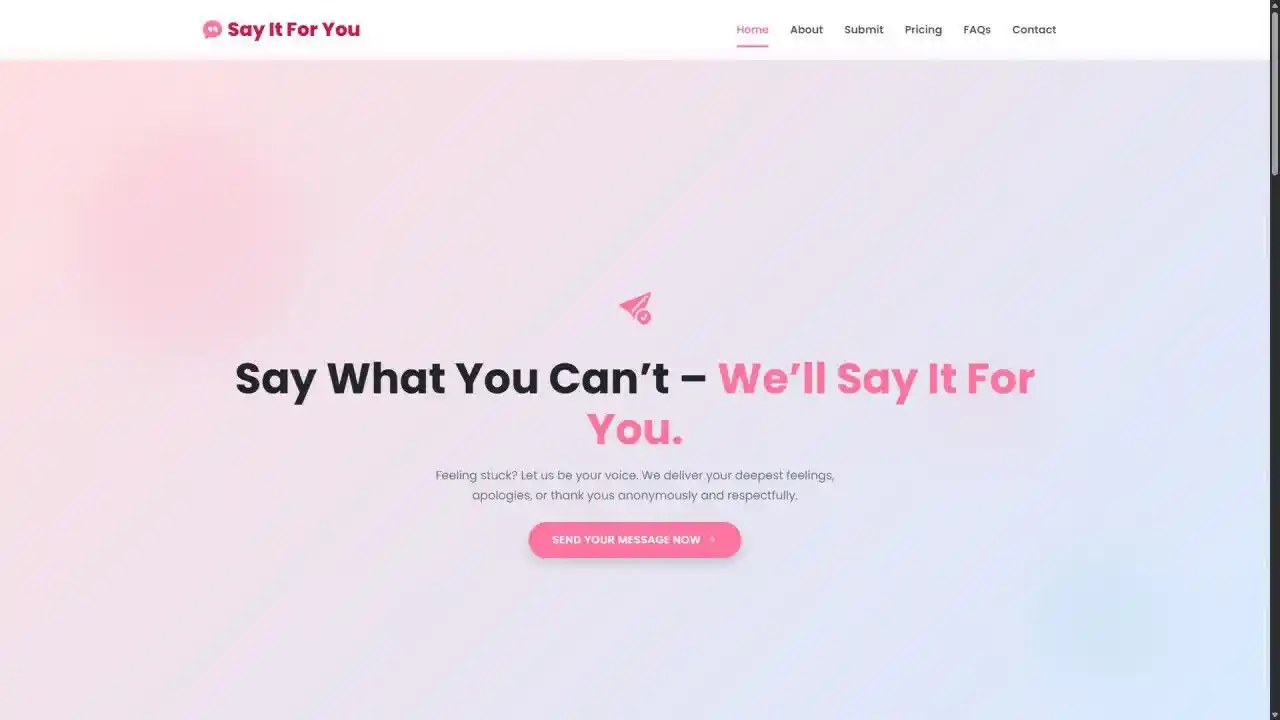 Say It For You
Home
About
Submit
Pricing
FAQs
Contact
Say What You Can’t – We’ll Say It For
You.
Feeling stuck? Let us be your voice. We deliver your deepest feelings,
apologies, or thank yous anonymously and respectfully.
SEND YOUR MESSAGE NOW